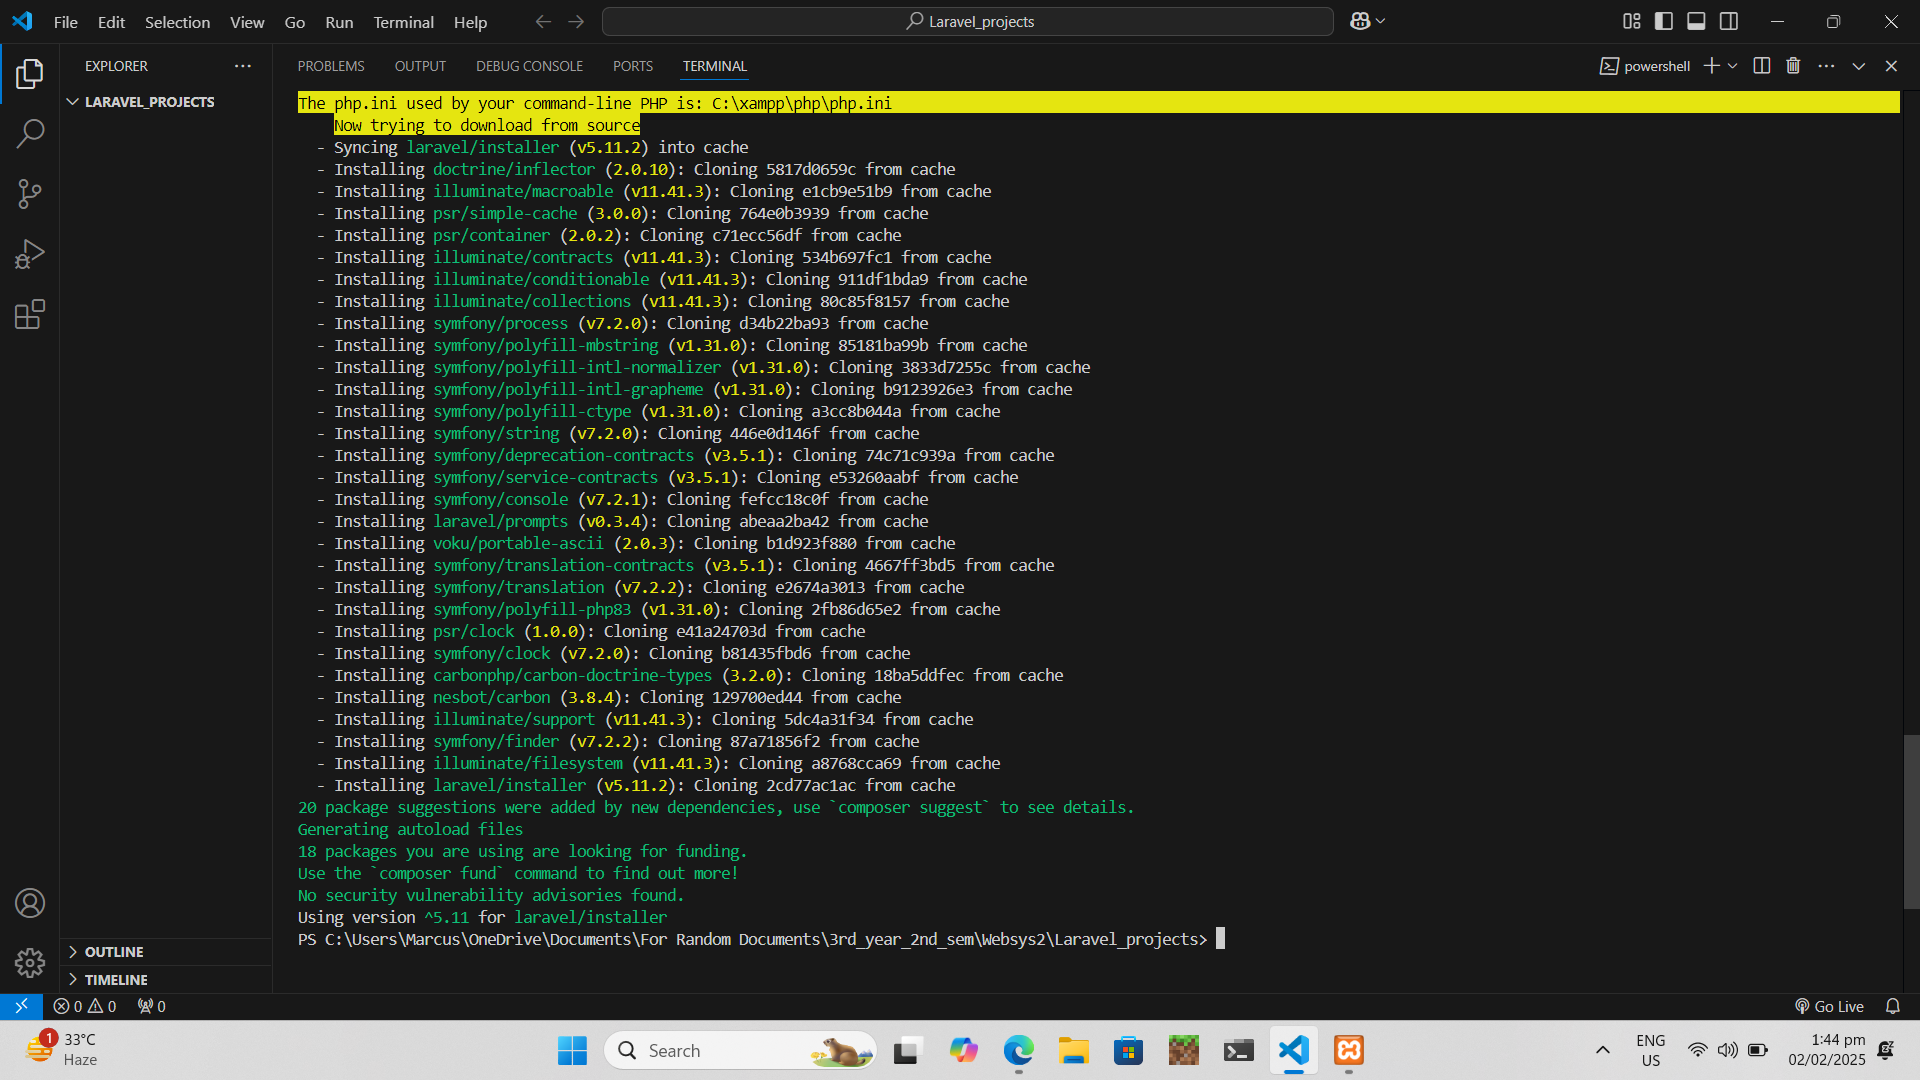 File Edit Selection View Go Run Terminal Help
Laravel_projects
EXPLORER
LARAVEL_PROJECTS
PROBLEMS OUTPUT DEBUG CONSOLE PORTS TERMINAL
powershell
The php.ini used by your command-line PHP is: C:\xampp\php\php.ini
Now trying to download from source
- Syncing laravel/installer (v5.11.2) into cache
- Installing doctrine/inflector (2.0.10): Cloning 5817d0659c from cache
- Installing illuminate/macroable (v11.41.3): Cloning e1cb9e51b9 from cache
- Installing psr/simple-cache (3.0.0): Cloning 764e0b3939 from cache
- Installing psr/container (2.0.2): Cloning c71ecc56df from cache
- Installing illuminate/contracts (v11.41.3): Cloning 534b697fc1 from cache
- Installing illuminate/conditionable (v11.41.3): Cloning 911df1bda9 from cache
- Installing illuminate/collections (v11.41.3): Cloning 80c85f8157 from cache
- Installing symfony/process (v7.2.0): Cloning d34b22ba93 from cache
- Installing symfony/polyfill-mbstring (v1.31.0): Cloning 85181ba99b from cache
- Installing symfony/polyfill-intl-normalizer (v1.31.0): Cloning 3833d7255c from cache
- Installing symfony/polyfill-intl-grapheme (v1.31.0): Cloning b9123926e3 from cache
- Installing symfony/polyfill-ctype (v1.31.0): Cloning a3cc8b044a from cache
- Installing symfony/string (v7.2.0): Cloning 446e0d146f from cache
- Installing symfony/deprecation-contracts (v3.5.1): Cloning 74c71c939a from cache
- Installing symfony/service-contracts (v3.5.1): Cloning e53260aabf from cache
- Installing symfony/console (v7.2.1): Cloning fefcc18c0f from cache
- Installing laravel/prompts (v0.3.4): Cloning abeaa2ba42 from cache
- Installing voku/portable-ascii (2.0.3): Cloning b1d923f880 from cache
- Installing symfony/translation-contracts (v3.5.1): Cloning 4667ff3bd5 from cache
- Installing symfony/translation (v7.2.2): Cloning e2674a3013 from cache
- Installing symfony/polyfill-php83 (v1.31.0): Cloning 2fb86d65e2 from cache
- Installing psr/clock (1.0.0): Cloning e41a24703d from cache
- Installing symfony/clock (v7.2.0): Cloning b81435fbd6 from cache
- Installing carbonphp/carbon-doctrine-types (3.2.0): Cloning 18ba5ddfec from cache
- Installing nesbot/carbon (3.8.4): Cloning 129700ed44 from cache
- Installing illuminate/support (v11.41.3): Cloning 5dc4a31f34 from cache
- Installing symfony/finder (v7.2.2): Cloning 87a71856f2 from cache
- Installing illuminate/filesystem (v11.41.3): Cloning a8768cca69 from cache
- Installing laravel/installer (v5.11.2): Cloning 2cd77ac1ac from cache
20 package suggestions were added by new dependencies, use `composer suggest` to see details.
Generating autoload files
18 packages you are using are looking for funding.
Use the `composer fund` command to find out more!
No security vulnerability advisories found.
Using version ^5.11 for laravel/installer
PS C:\Users\Marcus\OneDrive\Documents\For Random Documents\3rd_year_2nd_sem\Websys2\Laravel_projects>
OUTLINE
TIMELINE
0 0 0
Go Live
1
33°C
Haze
Search
ENG
US
1:44 pm
02/02/2025